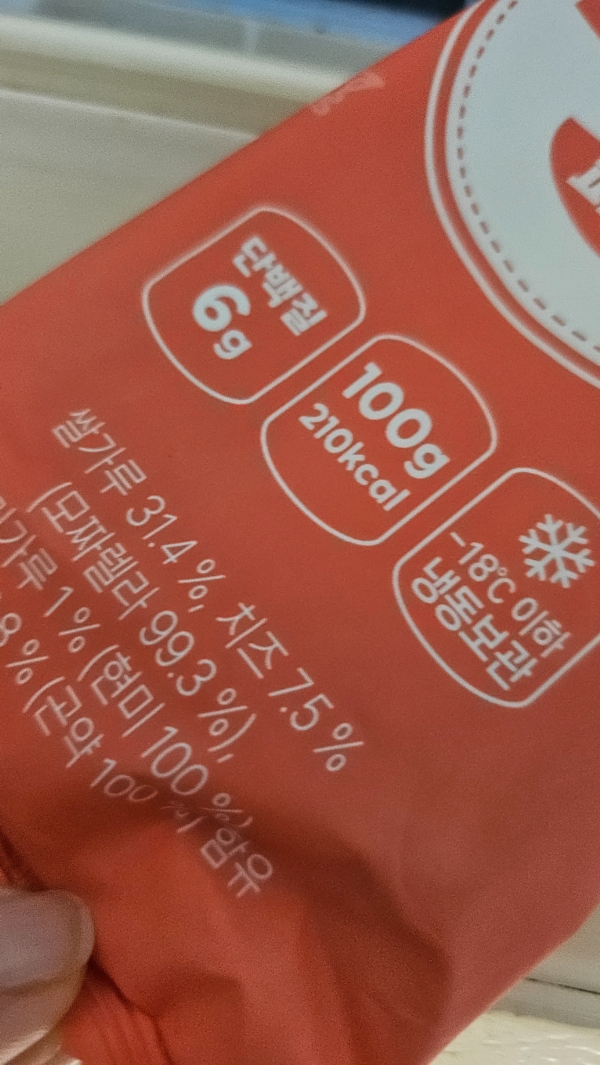 단백질
6g
100g
210kcal
-18℃ 이하
냉동보관
쌀가루 31.4 %, 치즈 7.5 %
(모짜렐라 99.3 %),
가루 1 % (현미 100 %),
8 % (곤약 100 %) 함유